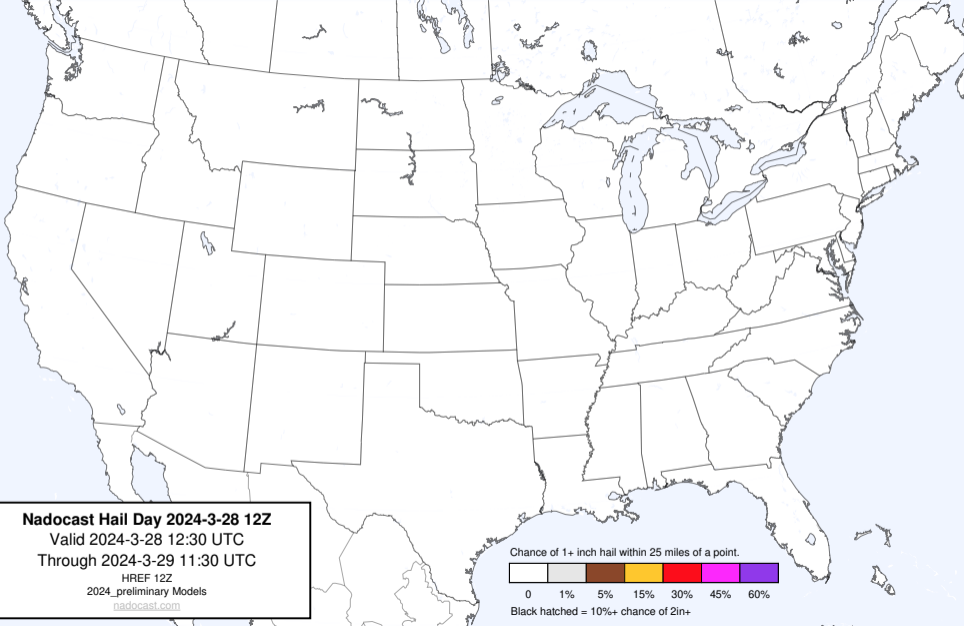 Nadocast Hail Day 2024-3-28 12Z
Valid 2024-3-28 12:30 UTC
Through 2024-3-29 11:30 UTC
HREF 12Z
2024_preliminary Models
nadocast.com
Chance of 1+ inch hail within 25 miles of a point.
0 1% 5% 15% 30% 45% 60%
Black hatched = 10%+ chance of 2in+